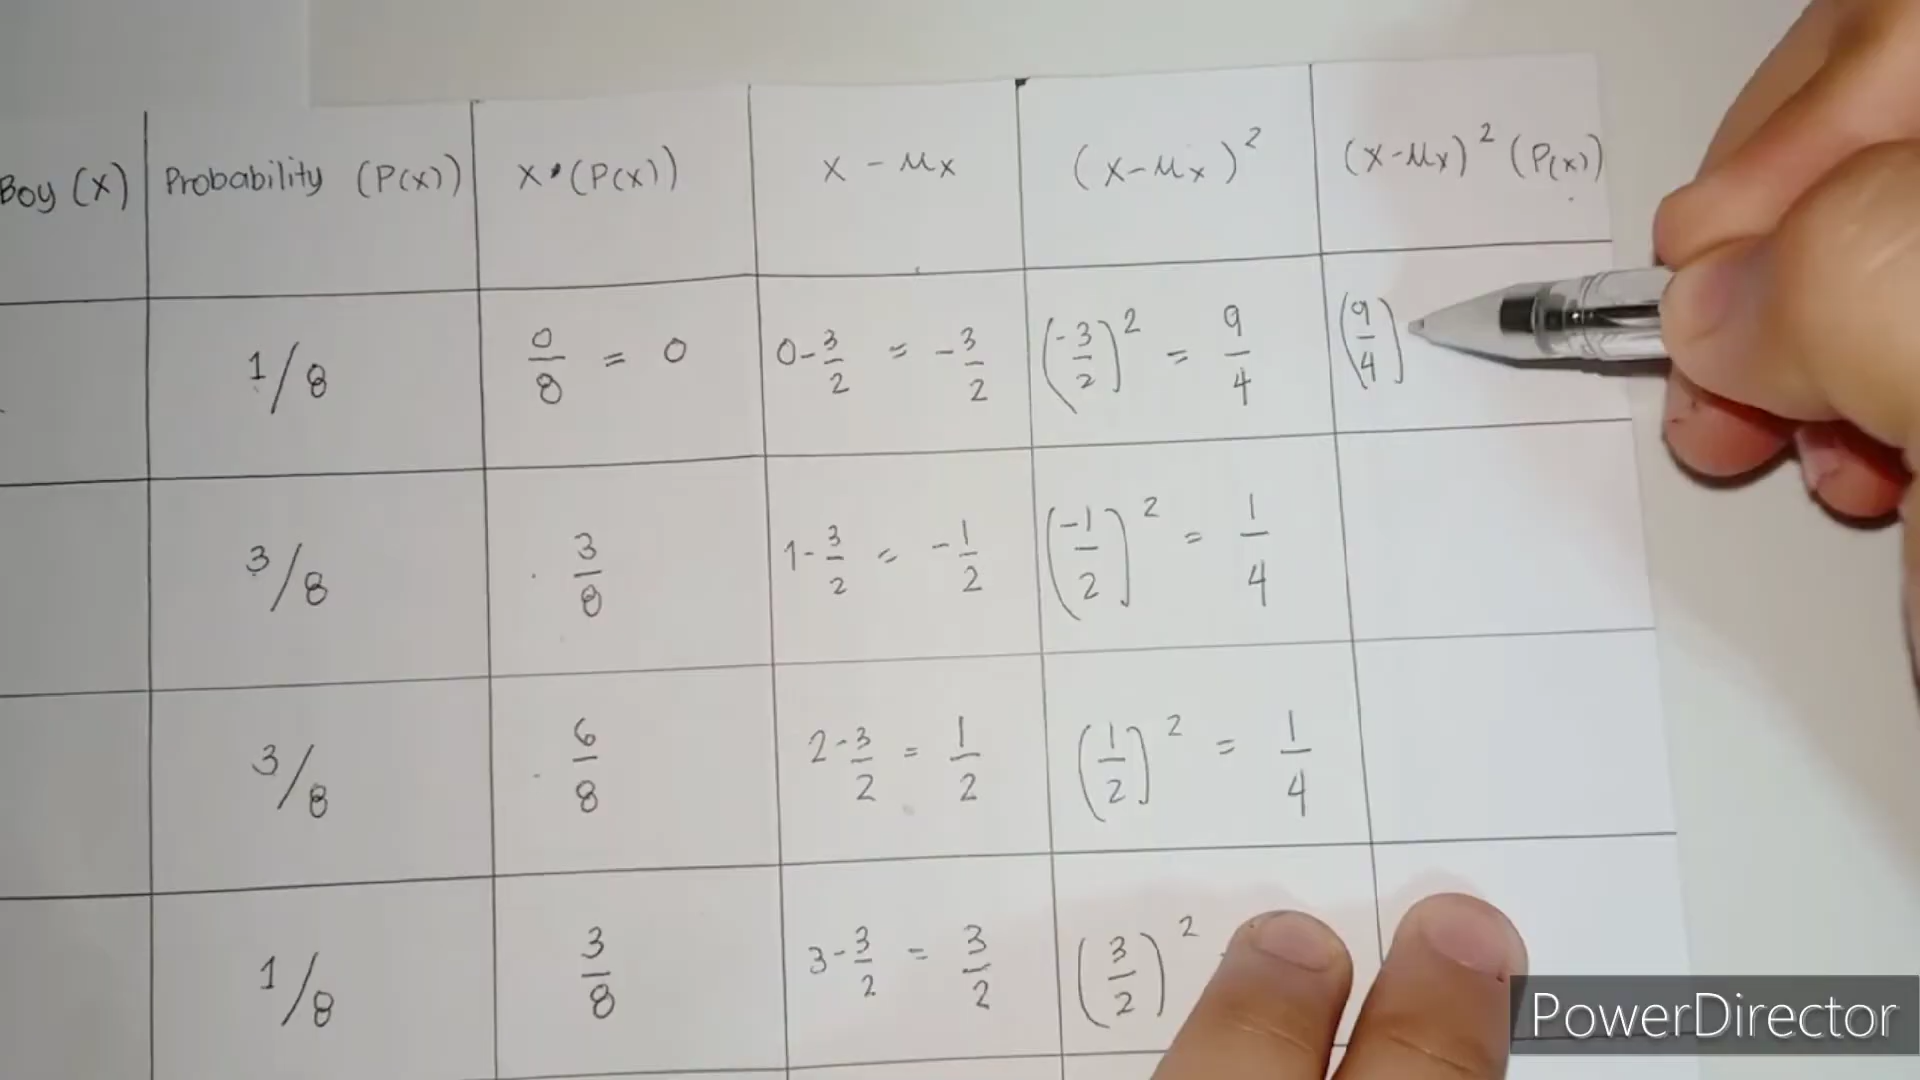 Boy (X) Probability (P(X)) X•(P(X)) X - μx (X-μx)² (X-μx)² (P(X))
1/8 0/8 = 0 0-3/2 = -3/2 (-3/2)² = 9/4 (9/4)
3/8 3/8 1-3/2 = -1/2 (-1/2)² = 1/4
3/8 6/8 2-3/2 = 1/2 (1/2)² = 1/4
1/8 3/8 3-3/2 = 3/2 (3/2)²
PowerDirector